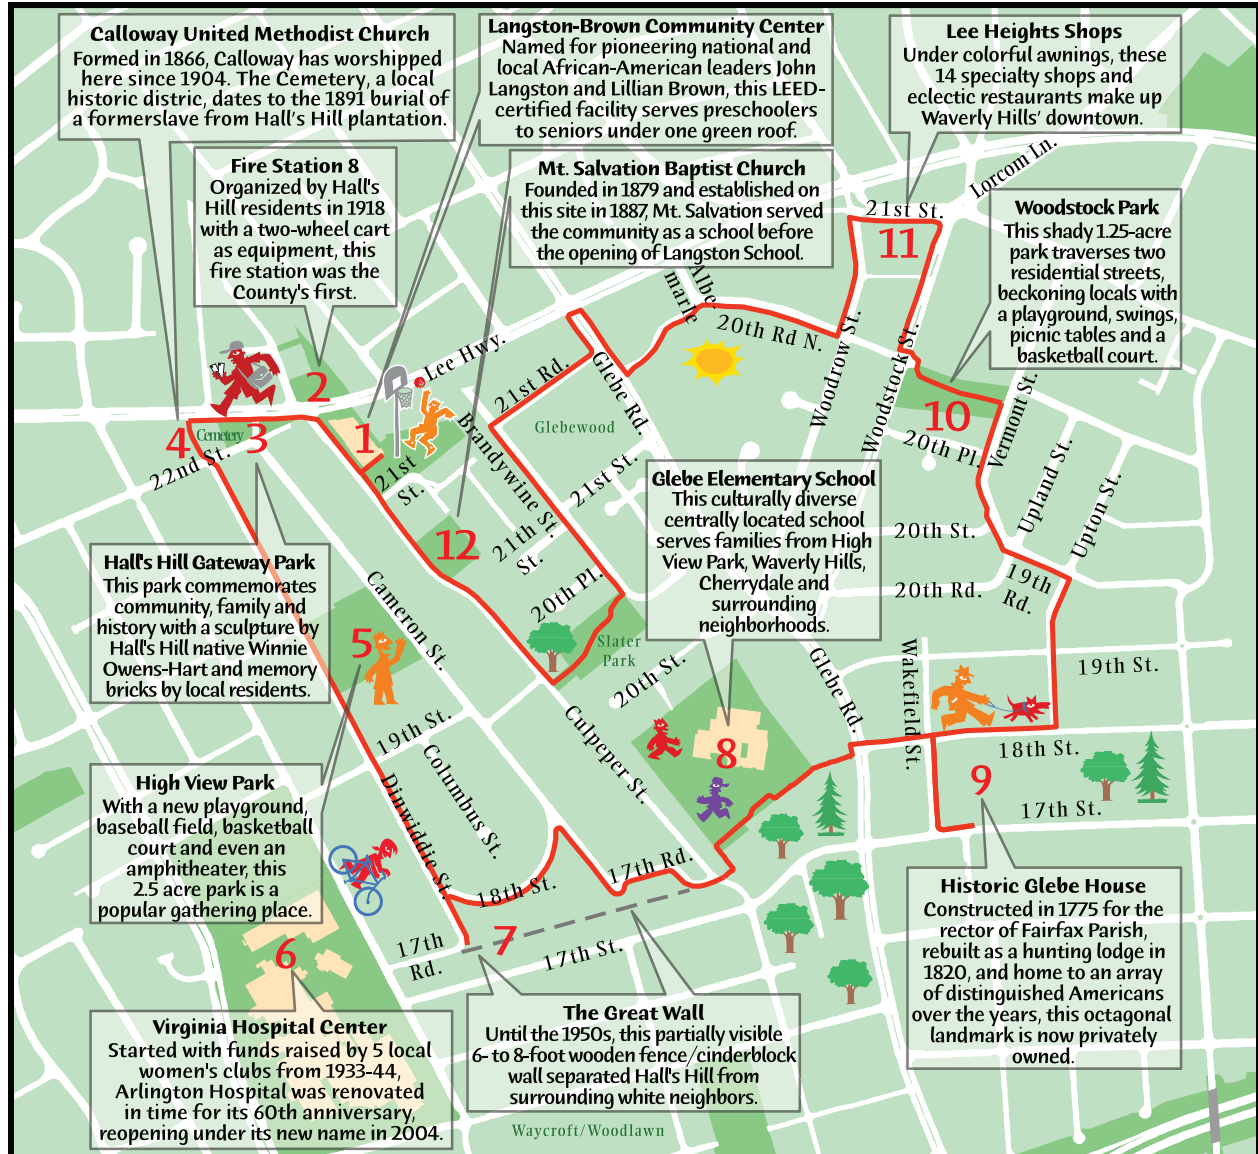 Calloway United Methodist Church
Formed in 1866, Calloway has worshipped
here since 1904. The Cemetery, a local
historic distric, dates to the 1891 burial of
a formerslave from Hall's Hill plantation.
Langston-Brown Community Center
Named for pioneering national and
local African-American leaders John
Langston and Lillian Brown, this LEED-
certified facility serves preschoolers
to seniors under one green roof.
Lee Heights Shops
Under colorful awnings, these
14 specialty shops and
eclectic restaurants make up
Waverly Hills' downtown.
Fire Station 8
Organized by Hall's
Hill residents in 1918
with a two-wheel cart
as equipment, this
fire station was the
County's first.
Mt. Salvation Baptist Church
Founded in 1879 and established on
this site in 1887, Mt. Salvation served
the community as a school before
the opening of Langston School.
Lorcom Ln.
21st St.
11
Woodstock Park
This shady 1.25-acre
park traverses two
residential streets,
beckoning locals with
a playground, swings,
picnic tables and a
basketball court.
Albe-
marle
20th Rd N.
Woodrow St.
Woodstock St.
Vermont St.
Lee Hwy.
21st Rd.
Glebe Rd.
2
10
20th Pl.
4
Cemetery
3
1
22nd St.
21st
St.
Brandywine St.
Glebewood
21st St.
Upland St.
Upton St.
12
21th
St.
20th Pl.
Glebe Elementary School
This culturally diverse
centrally located school
serves families from High
View Park, Waverly Hills,
Cherrydale and
surrounding
neighborhoods.
20th St.
20th Rd.
19th
Rd.
Hall's Hill Gateway Park
This park commemorates
community, family and
history with a sculpture by
Hall's Hill native Winnie
Owens-Hart and memory
bricks by local residents.
Cameron St.
5
Slater
Park
20th St.
Glebe Rd.
Wakefield St.
19th St.
19th St.
Columbus St.
Culpeper St.
8
18th St.
9
17th St.
High View Park
With a new playground,
baseball field, basketball
court and even an
amphitheater, this
2.5 acre park is a
popular gathering place.
Dinwiddie St.
18th St.
17th Rd.
6
17th
Rd.
7
17th St.
Historic Glebe House
Constructed in 1775 for the
rector of Fairfax Parish,
rebuilt as a hunting lodge in
1820, and home to an array
of distinguished Americans
over the years, this octagonal
landmark is now privately
owned.
Virginia Hospital Center
Started with funds raised by 5 local
women's clubs from 1933-44,
Arlington Hospital was renovated
in time for its 60th anniversary,
reopening under its new name in 2004.
The Great Wall
Until the 1950s, this partially visible
6- to 8-foot wooden fence/cinderblock
wall separated Hall's Hill from
surrounding white neighbors.
Waycroft/Woodlawn